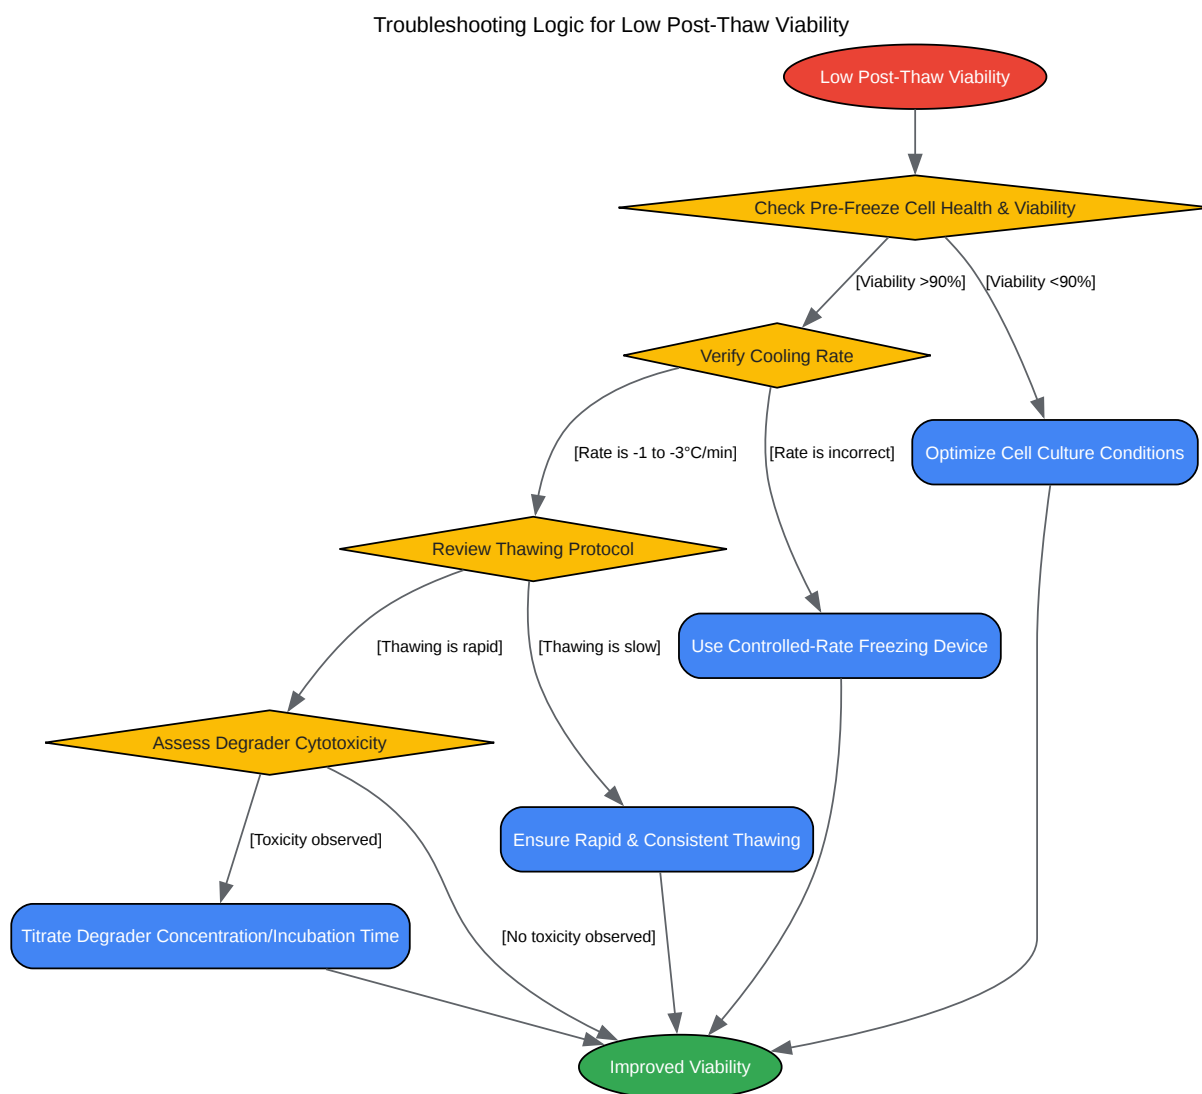 Troubleshooting Logic for Low Post-Thaw Viability
Low Post-Thaw Viability
Check Pre-Freeze Cell Health & Viability
[Viability >90%]
[Viability <90%]
Verify Cooling Rate
[Rate is -1 to -3°C/min]
[Rate is incorrect]
Optimize Cell Culture Conditions
Review Thawing Protocol
[Thawing is rapid]
[Thawing is slow]
Use Controlled-Rate Freezing Device
Assess Degrader Cytotoxicity
[Toxicity observed]
Ensure Rapid & Consistent Thawing
Titrate Degrader Concentration/Incubation Time
[No toxicity observed]
Improved Viability